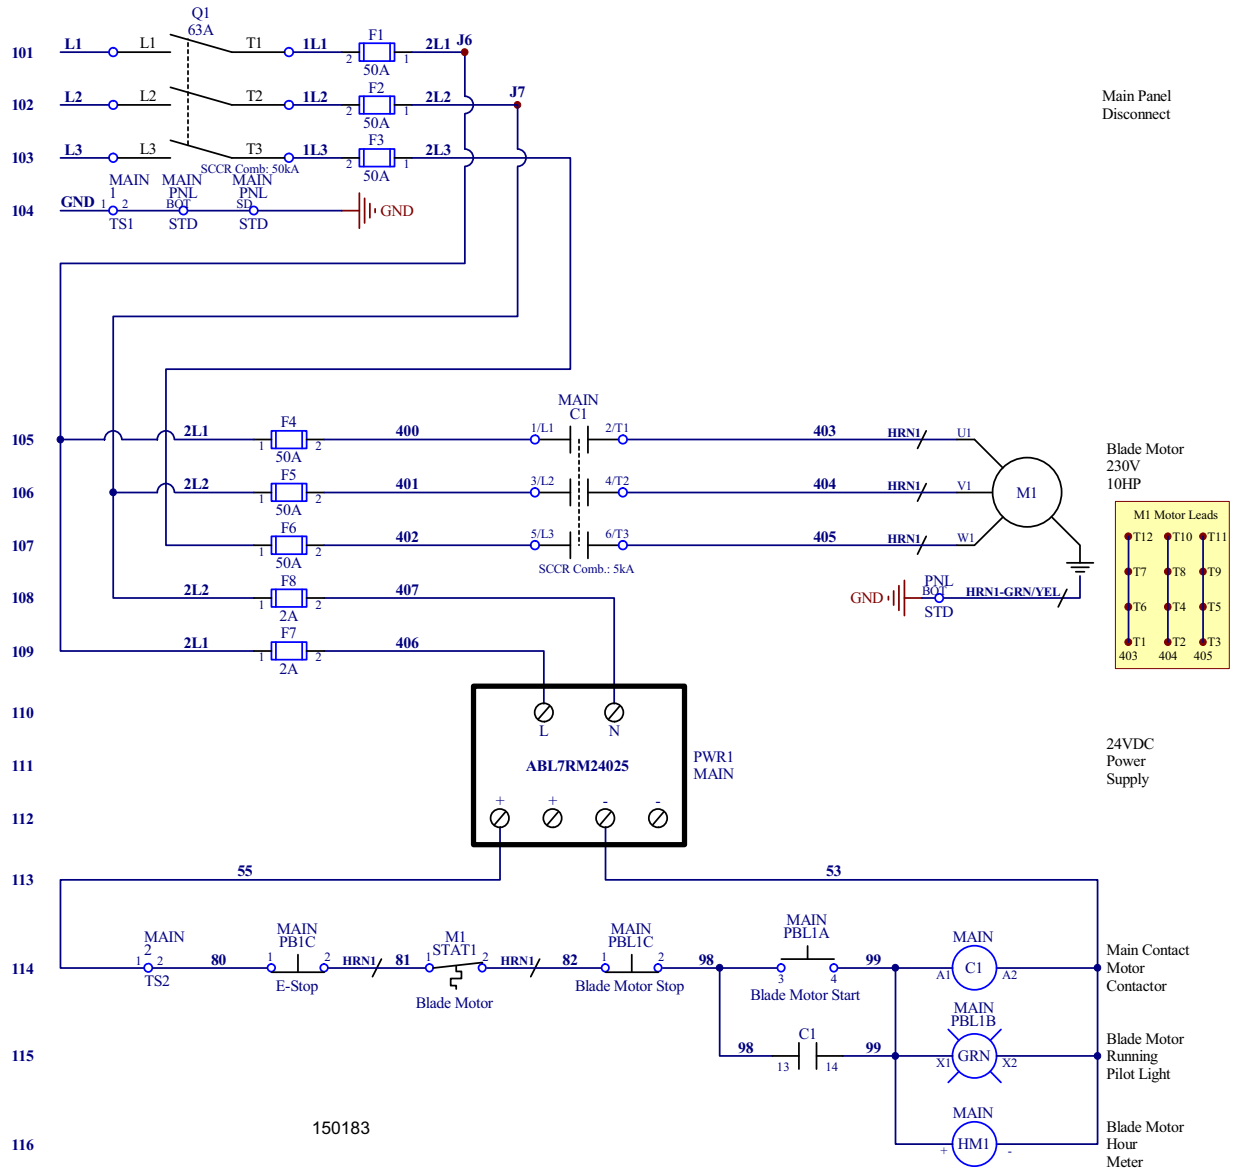 Q1
63A
101 L1 L1 T1 1L1 2 F1 1 2L1 J6
50A
102 L2 L2 T2 1L2 2 F2 1 2L2 J7
50A
Main Panel
Disconnect
103 L3 L3 T3 1L3 2 F3 1 2L3
50A
SCCR Comb: 50kA
MAIN MAIN MAIN
1 PNL PNL
104 GND 1 2 BOT SD GND
TS1 STD STD
MAIN
C1
105 2L1 1 F4 2 400 1/L1 2/T1 403 HRN1 U1
50A
106 2L2 1 F5 2 401 3/L2 4/T2 404 HRN1 V1 M1
50A
107 2L2 1 F6 2 402 5/L3 6/T3 405 HRN1 W1
50A
SCCR Comb.: 5kA
Blade Motor
230V
10HP
M1 Motor Leads
T12 T10 T11
T7 T8 T9
T6 T4 T5
T1 T2 T3
403 404 405
108 2L2 1 F8 2 407 GND PNL BOT STD HRN1-GRN/YEL
2A
109 2L1 1 F7 2 406
2A
110 L N
111 ABL7RM24025 PWR1
MAIN
24VDC
Power
Supply
112 + + - -
113 55 53
MAIN MAIN M1 MAIN MAIN MAIN
2 PB1C STAT1 PBL1C PBL1A
114 1 2 80 1 2 HRN1 81 1 2 HRN1 82 1 2 98 3 4 99 A1 C1 A2
TS2 E-Stop Blade Motor Blade Motor Stop Blade Motor Start
Main Contact
Motor
Contactor
MAIN
PBL1B
115 98 13 C1 14 99 X1 GRN X2
Blade Motor
Running
Pilot Light
MAIN
116 150183 + HM1 -
Blade Motor
Hour
Meter